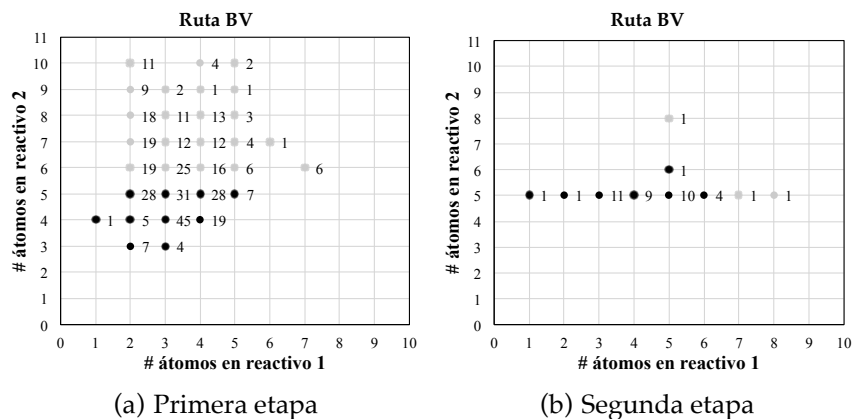 Ruta BV
11
10 11 4 2
9 9 2 1 1
8 18 11 13 3
7 19 12 12 4 1
6 19 25 16 6 6
5 28 31 28 7
4 1 5 45 19
3 7 4
2
1
0
0 1 2 3 4 5 6 7 8 9 10
# átomos en reactivo 1
# átomos en reactivo 2
(a) Primera etapa
Ruta BV
11
10
9
8 1
7
6 1
5 1 1 11 9 10 4 1 1
4
3
2
1
0
0 1 2 3 4 5 6 7 8 9 10
# átomos en reactivo 1
# átomos en reactivo 2
(b) Segunda etapa